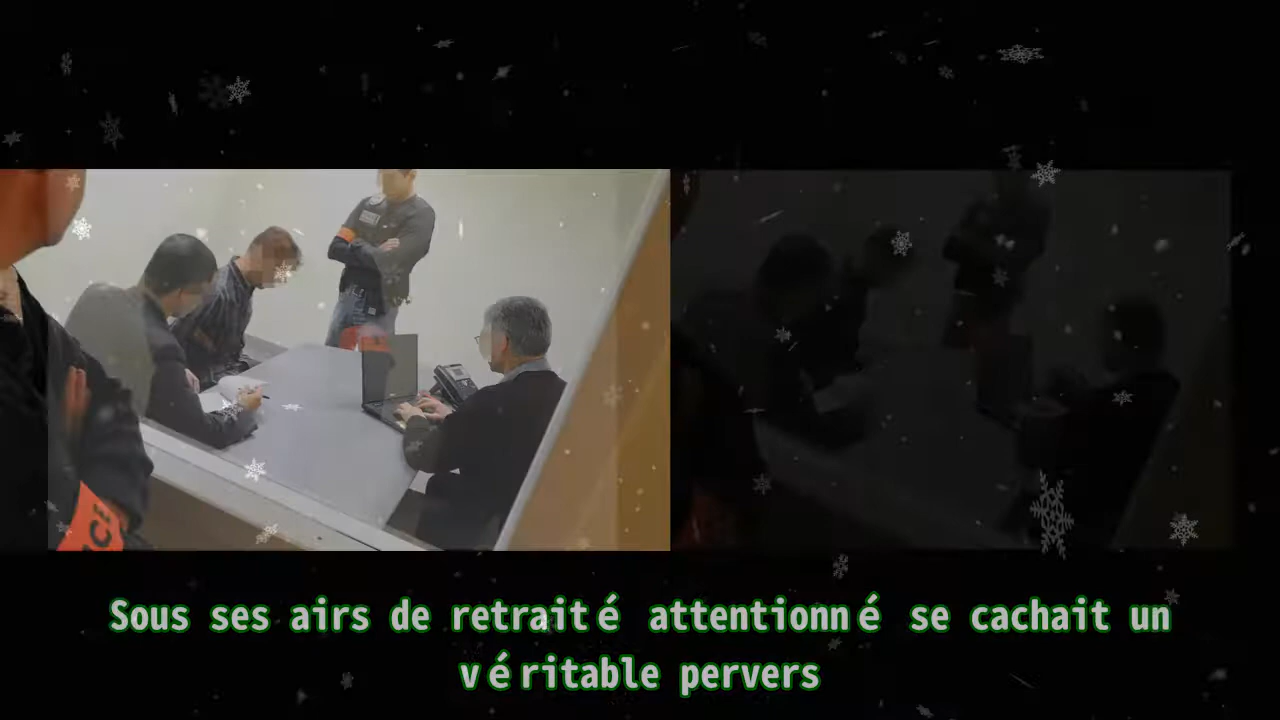 Sous ses airs de retraité attentionné se cachait un
véritable pervers